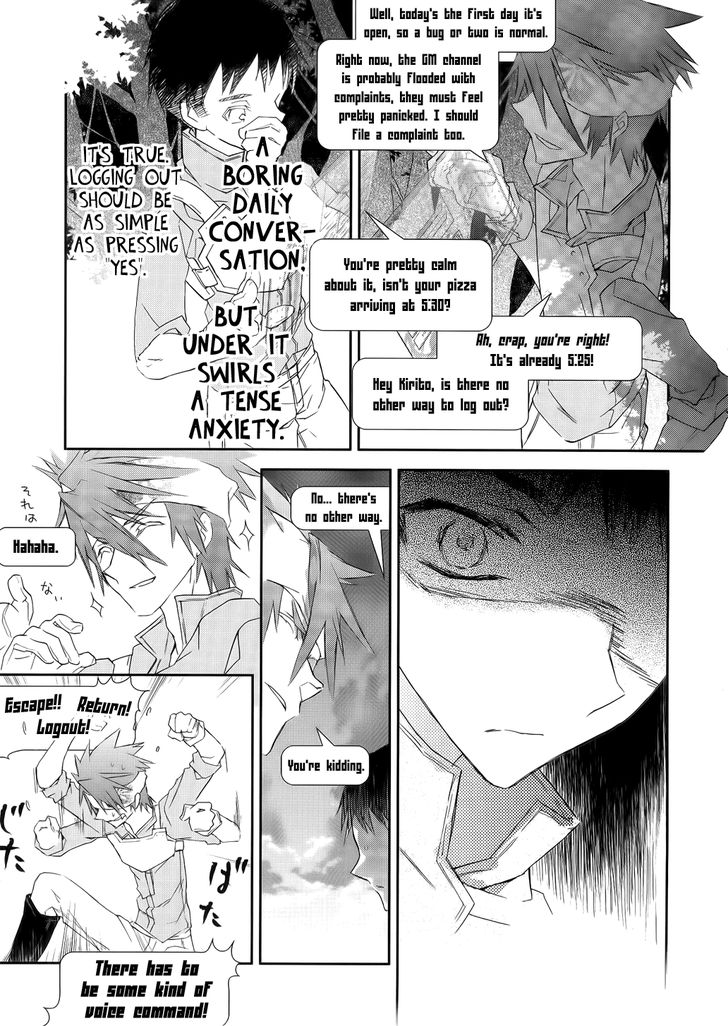 Well, today's the First day it's
open, so a bug or two is normal.
Right now, the GM channel
is probably Flooded with
complaints, they must Feel
pretty panicked. I should
File a complaint too.
IT'S TRUE,
LOGGING OUT
SHOULD BE
AS SIMPLE
AS PRESSING
"YES".
A
BORING
DAILY
CONVER-
SATION.
BUT
UNDER IT
SWIRLS
A TENSE
ANXIETY.
You're pretty calm
about it, isn't your pizza
arriving at 5:30?
Ah, crap, you're right!
It's already 5:25!
Hey Kirito, is there no
other way to log out?
No... there's
no other way.
それは
ない
Hahaha.
You're kidding.
Escape!! Return!
Logout!
じた
ばた
There has to
be some kind of
voice command!